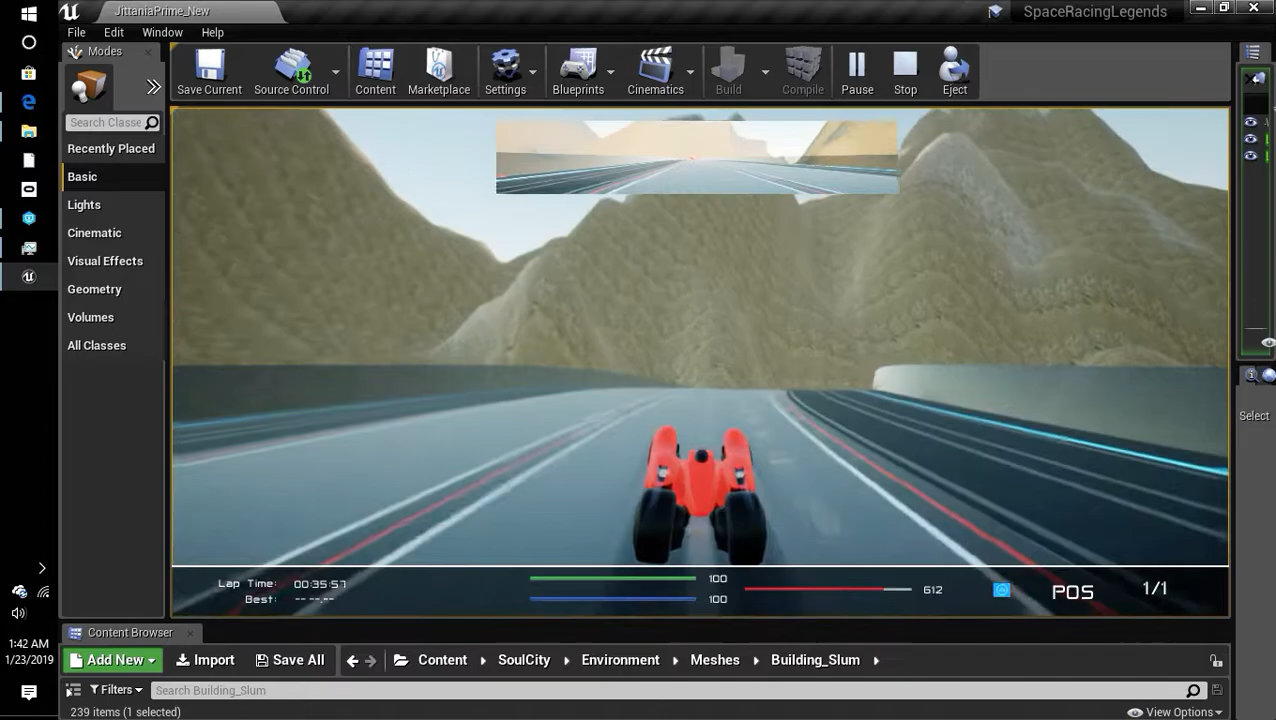 JittaniaPrime_New
SpaceRacingLegends
File Edit Window Help
Modes
Save Current
Source Control
Content
Marketplace
Settings
Blueprints
Cinematics
Build
Compile
Pause
Stop
Eject
Search Classe
Recently Placed
Basic
Lights
Cinematic
Visual Effects
Geometry
Volumes
All Classes
Select
Lap Time: 00:35:57
Best: -- --.--
100
100
612
POS 1/1
1:42 AM
1/23/2019
Content Browser
Add New Import Save All Content SoulCity Environment Meshes Building_Slum
Filters Search Building_Slum
239 items (1 selected) View Options